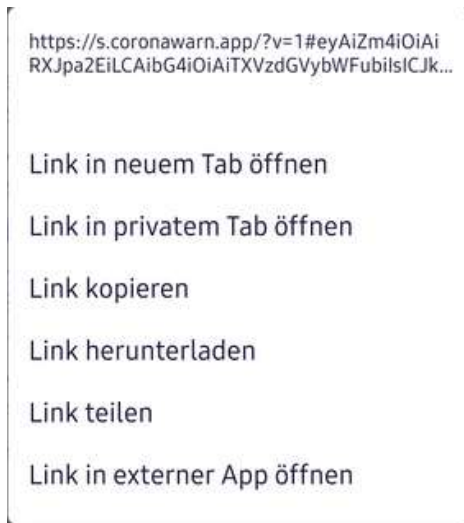 https://s.coronawarn.app/?v=1#eyAiZm4iOiAi
RXJpa2EiLCAibG4iOiAiTXVzdGVybWFubiIsICJk...
Link in neuem Tab öffnen
Link in privatem Tab öffnen
Link kopieren
Link herunterladen
Link teilen
Link in externer App öffnen